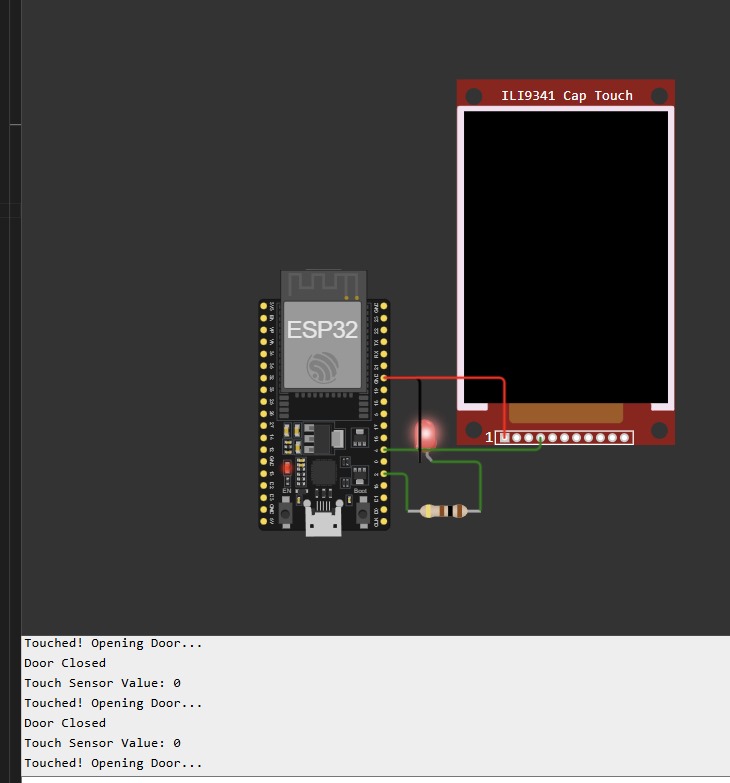 ILI9341 Cap Touch
ESP32
1
EN
Boot
Touched! Opening Door...
Door Closed
Touch Sensor Value: 0
Touched! Opening Door...
Door Closed
Touch Sensor Value: 0
Touched! Opening Door...